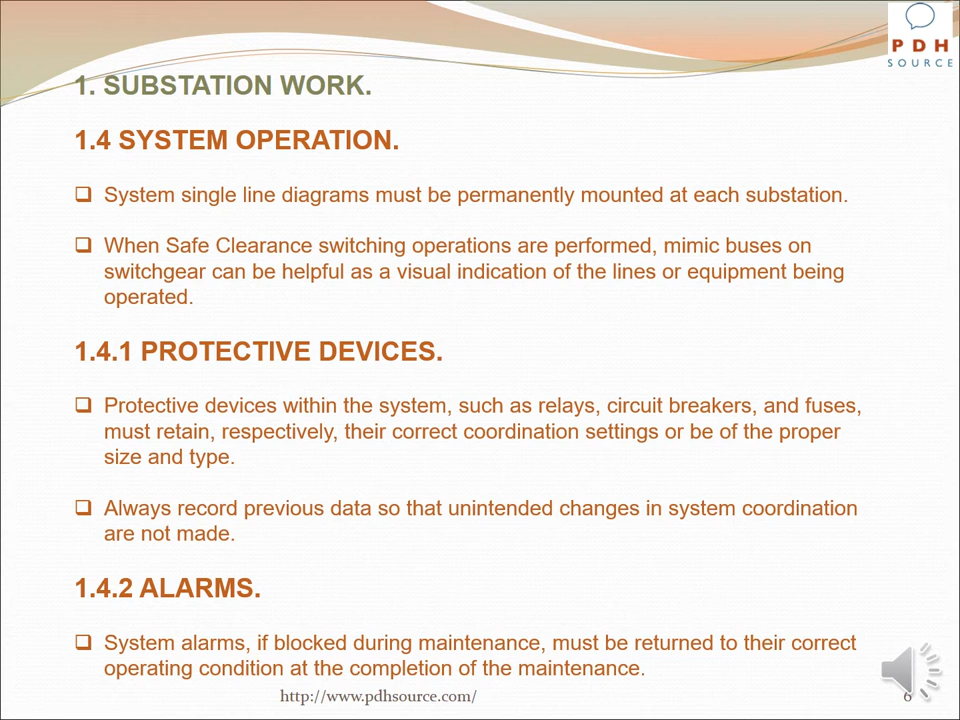 PDH
SOURCE
1. SUBSTATION WORK.
1.4 SYSTEM OPERATION.
System single line diagrams must be permanently mounted at each substation.
When Safe Clearance switching operations are performed, mimic buses on
switchgear can be helpful as a visual indication of the lines or equipment being
operated.
1.4.1 PROTECTIVE DEVICES.
Protective devices within the system, such as relays, circuit breakers, and fuses,
must retain, respectively, their correct coordination settings or be of the proper
size and type.
Always record previous data so that unintended changes in system coordination
are not made.
1.4.2 ALARMS.
System alarms, if blocked during maintenance, must be returned to their correct
operating condition at the completion of the maintenance.
http://www.pdhsource.com/
6